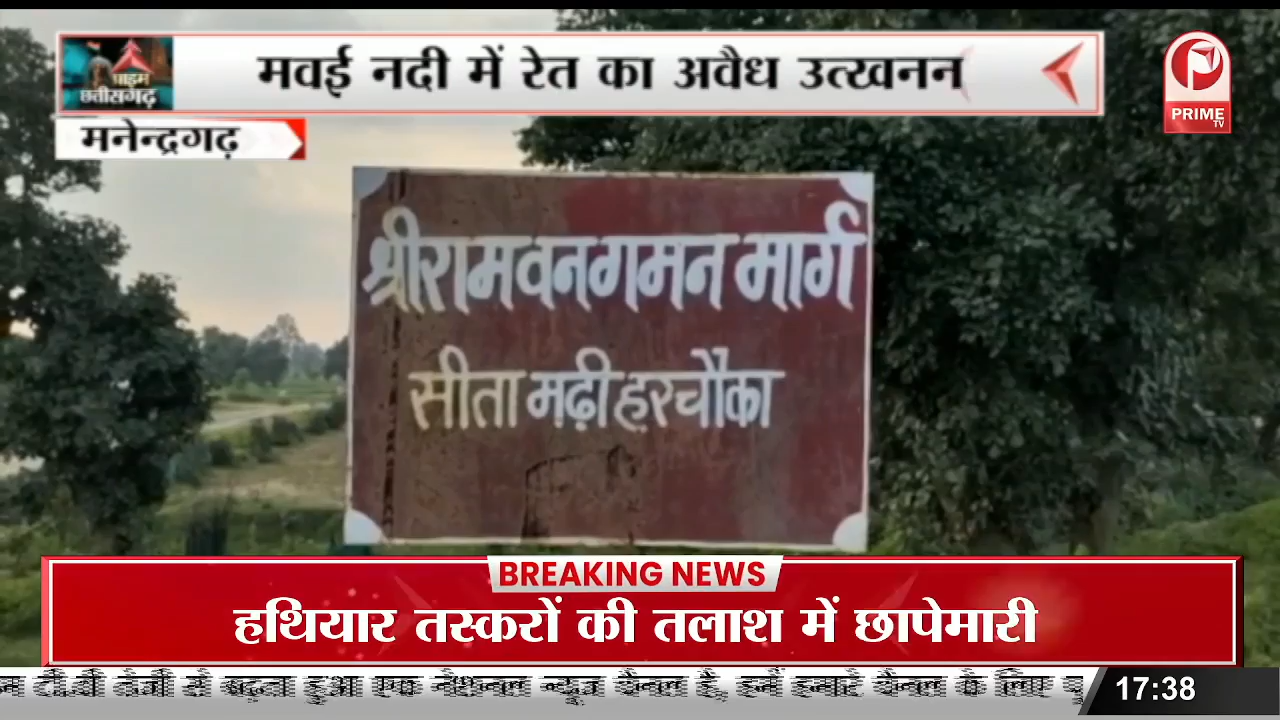 मवई नदी में रेत का अवैध उत्खनन
प्राइम
छत्तीसगढ़
PRIME
TV
मनेन्द्रगढ़
श्रीरामवनगमन मार्ग
सीता मढ़ी हरचौका
BREAKING NEWS
हथियार तस्करों की तलाश में छापेमारी
17:38